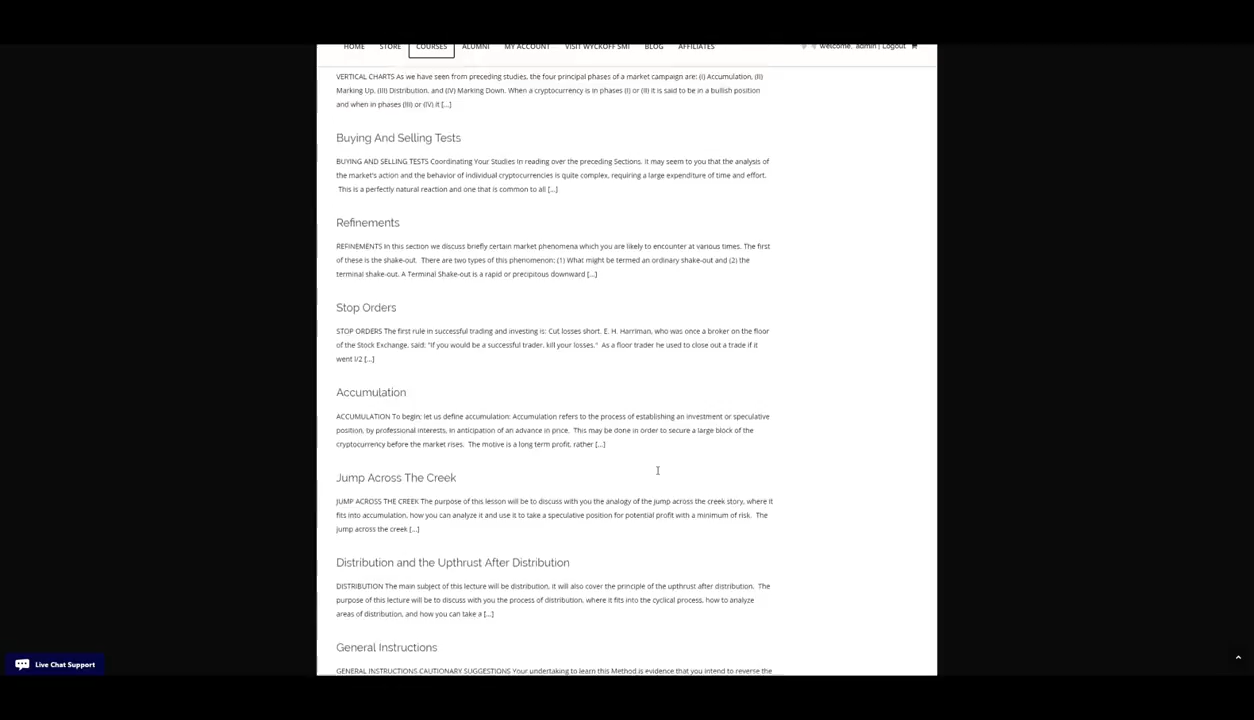 HOME STORE COURSES ALUMNI MY ACCOUNT VISIT WYCKOFF SMI BLOG AFFILIATES welcome, admin | Logout
VERTICAL CHARTS As we have seen from preceding studies, the four principal phases of a market campaign are: (I) Accumulation, (II)
Marking Up, (III) Distribution, and (IV) Marking Down. When a cryptocurrency is in phases (I) or (II) it is said to be in a bullish position
and when in phases (III) or (IV) it [...]
Buying And Selling Tests
BUYING AND SELLING TESTS Coordinating Your Studies In reading over the preceding Sections. It may seem to you that the analysis of
the market's action and the behavior of individual cryptocurrencies is quite complex, requiring a large expenditure of time and effort.
This is a perfectly natural reaction and one that is common to all [...]
Refinements
REFINEMENTS In this section we discuss briefly certain market phenomena which you are likely to encounter at various times. The first
of these is the shake-out. There are two types of this phenomenon; (1) What might be termed an ordinary shake-out and (2) the
terminal shake-out. A Terminal Shake-out is a rapid or precipitous downward [...]
Stop Orders
STOP ORDERS The first rule in successful trading and investing is: Cut losses short. E. H. Harriman, who was once a broker on the floor
of the Stock Exchange, said: "If you would be a successful trader, kill your losses." As a floor trader he used to close out a trade if it
went I/2 [...]
Accumulation
ACCUMULATION To begin; let us define accumulation: Accumulation refers to the process of establishing an investment or speculative
position, by professional interests, in anticipation of an advance in price. This may be done in order to secure a large block of the
cryptocurrency before the market rises. The motive is a long term profit, rather [...]
Jump Across The Creek
JUMP ACROSS THE CREEK The purpose of this lesson will be to discuss with you the analogy of the jump across the creek story, where it
fits into accumulation, how you can analyze it and use it to take a speculative position for potential profit with a minimum of risk. The
jump across the creek [...]
Distribution and the Upthrust After Distribution
DISTRIBUTION The main subject of this lecture will be distribution, it will also cover the principle of the upthrust after distribution. The
purpose of this lecture will be to discuss with you the process of distribution, where it fits into the cyclical process, how to analyze
areas of distribution, and how you can take a [...]
General Instructions
GENERAL INSTRUCTIONS CAUTIONARY SUGGESTIONS Your undertaking to learn this Method is evidence that you intend to reverse the
Live Chat Support